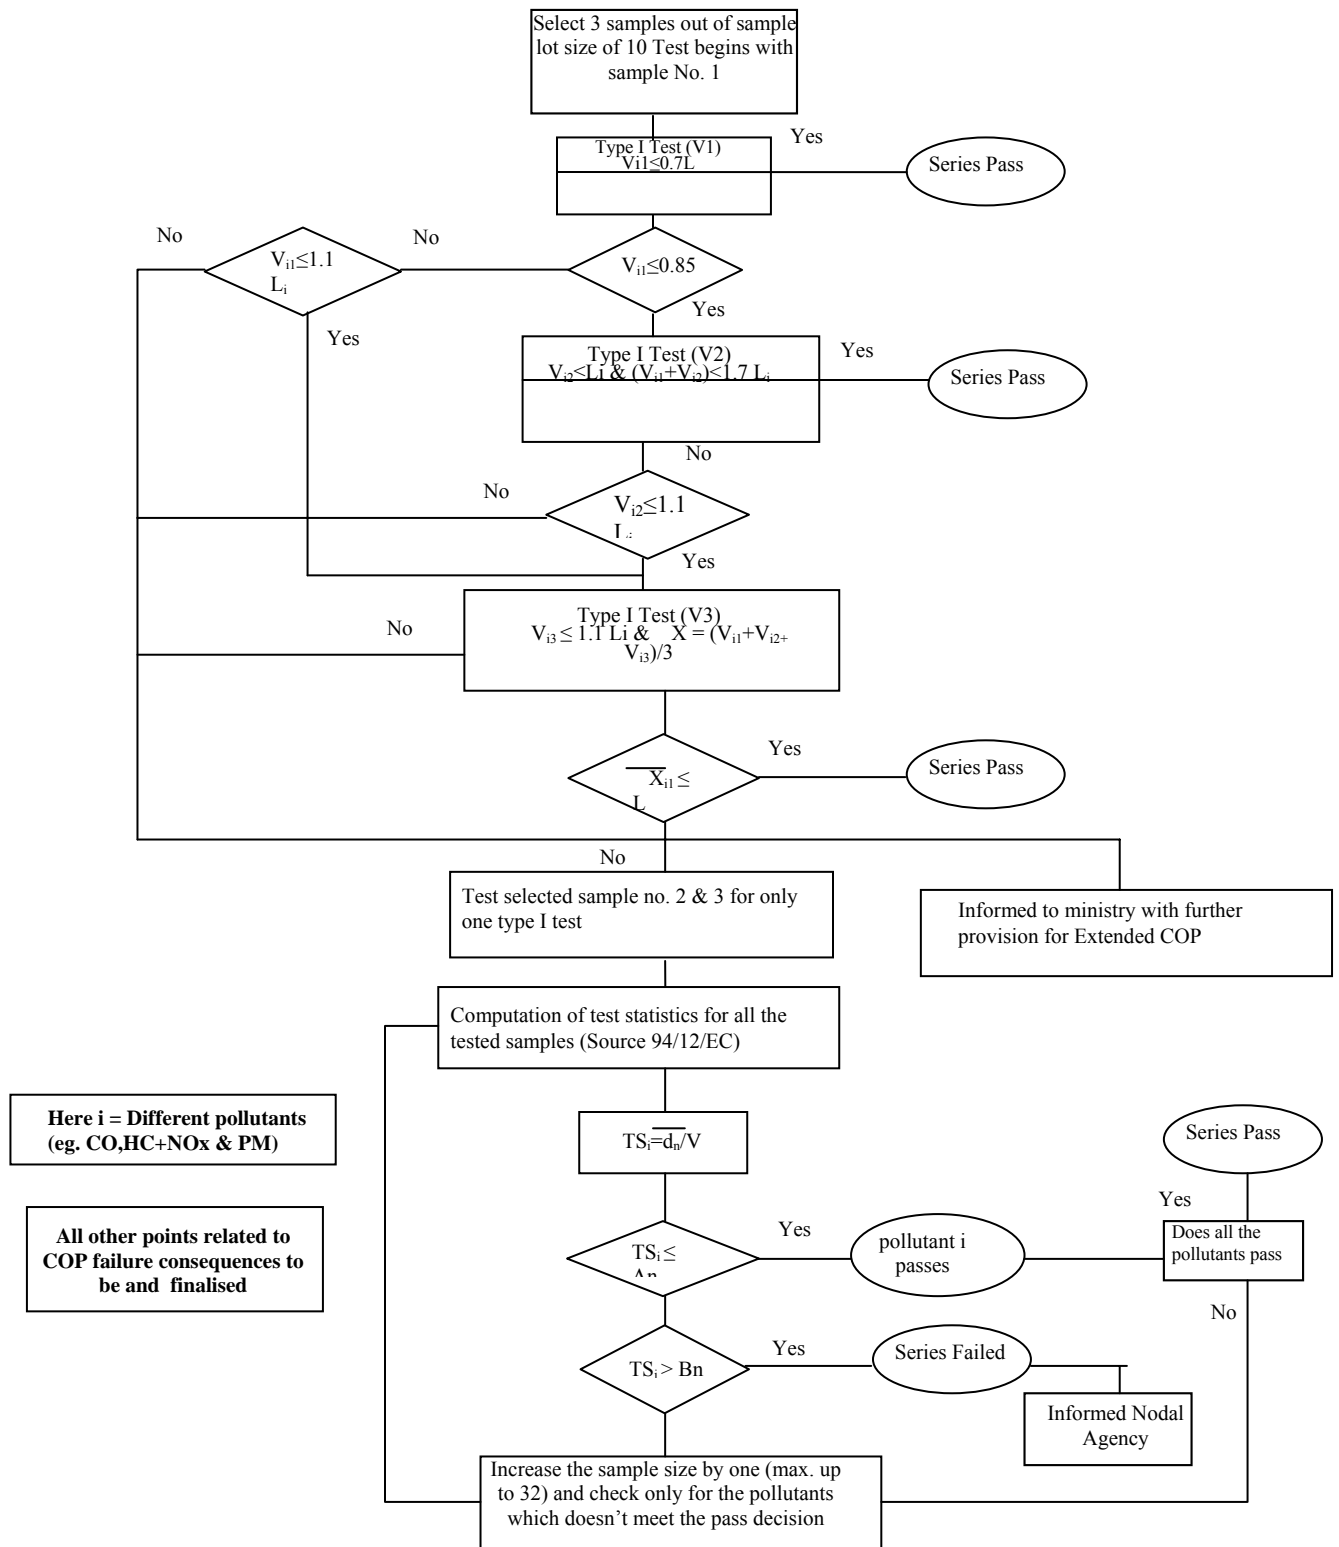 Select 3 samples out of sample
lot size of 10 Test begins with
sample No. 1
Yes
Type I Test (V1)
Vi1≤0.7L
Series Pass
No
No
Vi1≤1.1
Li
Vi1≤0.85
Yes
Yes
Type I Test (V2)
Vi2<Li & (Vi1+Vi2)<1.7 Li
Yes
Series Pass
No
No
Vi2≤1.1
Li
Yes
No
Type I Test (V3)
Vi3 ≤ 1.1 Li & X = (Vi1+Vi2+
Vi3)/3
Yes
Series Pass
Xi1 ≤
L
No
Test selected sample no. 2 & 3 for only
one type I test
Informed to ministry with further
provision for Extended COP
Computation of test statistics for all the
tested samples (Source 94/12/EC)
Here i = Different pollutants
(eg. CO,HC+NOx & PM)
TSi=dn/V
Series Pass
Yes
All other points related to
COP failure consequences to
be and finalised
TSi ≤
An
Yes
pollutant i
passes
Does all the
pollutants pass
No
TSi > Bn
Yes
Series Failed
Informed Nodal
Agency
Increase the sample size by one (max. up
to 32) and check only for the pollutants
which doesn't meet the pass decision